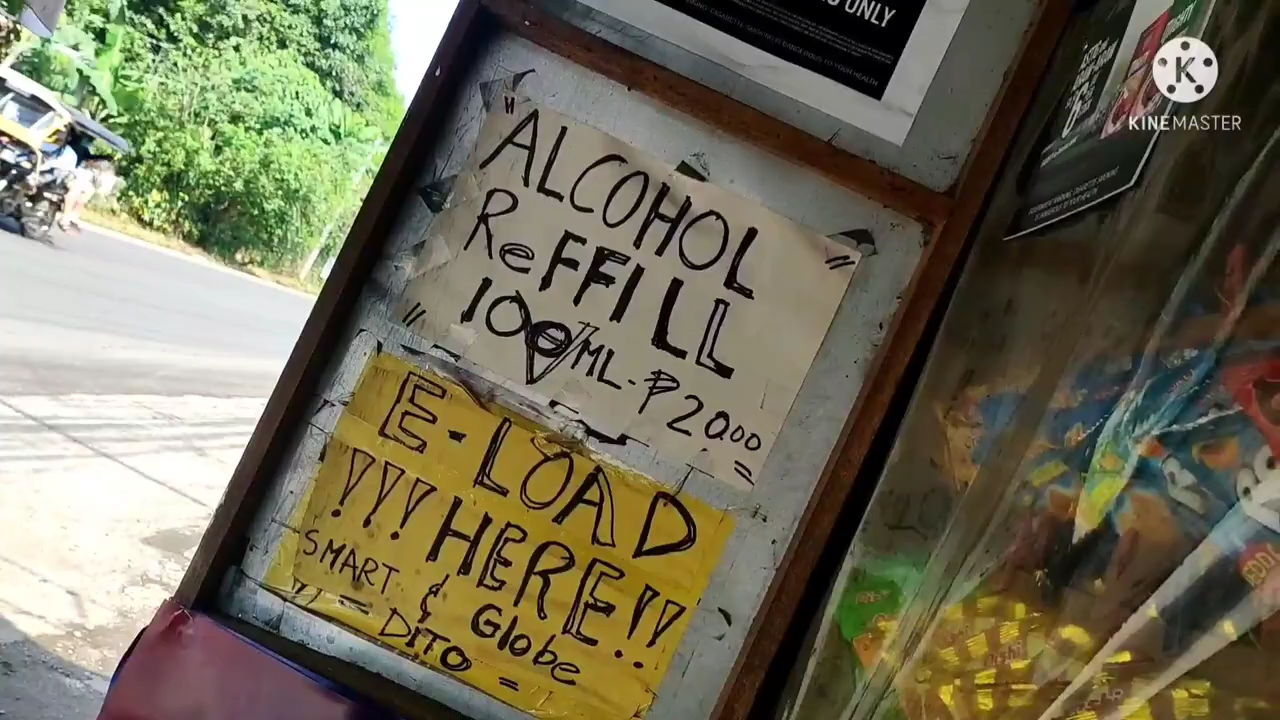 ONLY
"ALCOHOL
ReFFILL"
"100ML-₱20.00"
E-LOAD
!!! HERE!!
SMART & Globe
"= DITO ="
KINEMASTER